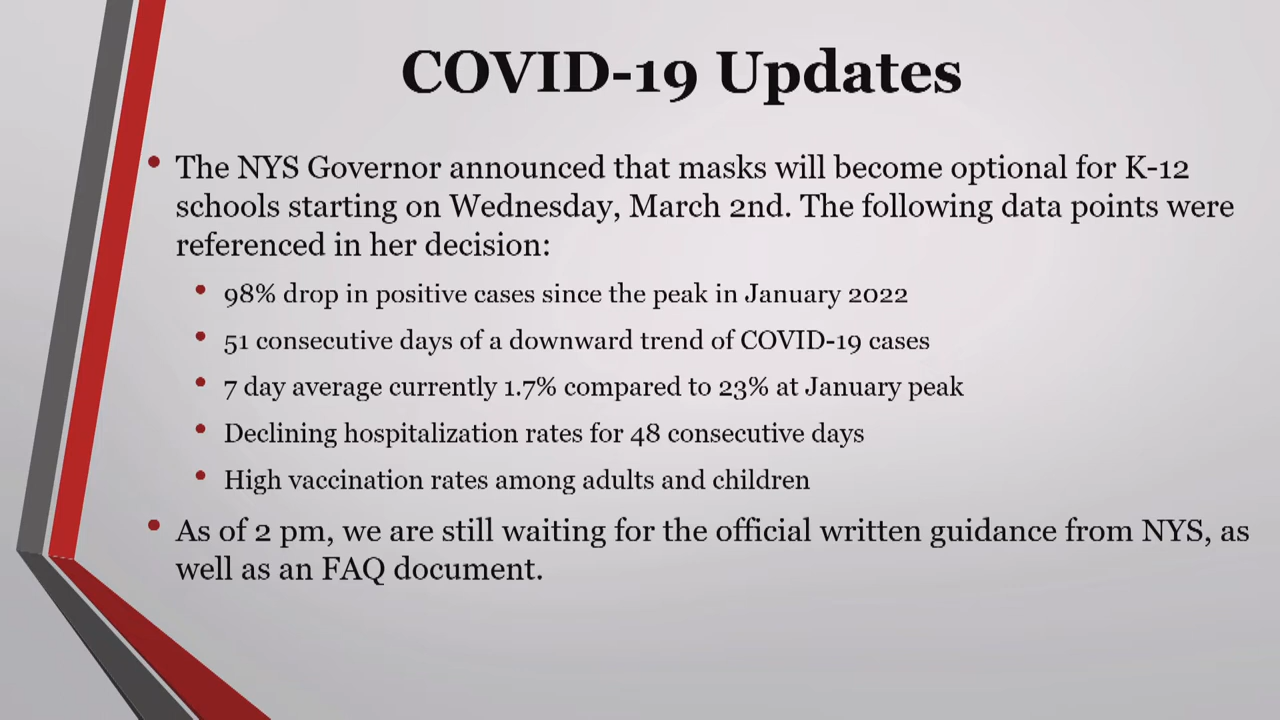 COVID-19 Updates
• The NYS Governor announced that masks will become optional for K-12
schools starting on Wednesday, March 2nd. The following data points were
referenced in her decision:
• 98% drop in positive cases since the peak in January 2022
• 51 consecutive days of a downward trend of COVID-19 cases
• 7 day average currently 1.7% compared to 23% at January peak
• Declining hospitalization rates for 48 consecutive days
• High vaccination rates among adults and children
• As of 2 pm, we are still waiting for the official written guidance from NYS, as
well as an FAQ document.